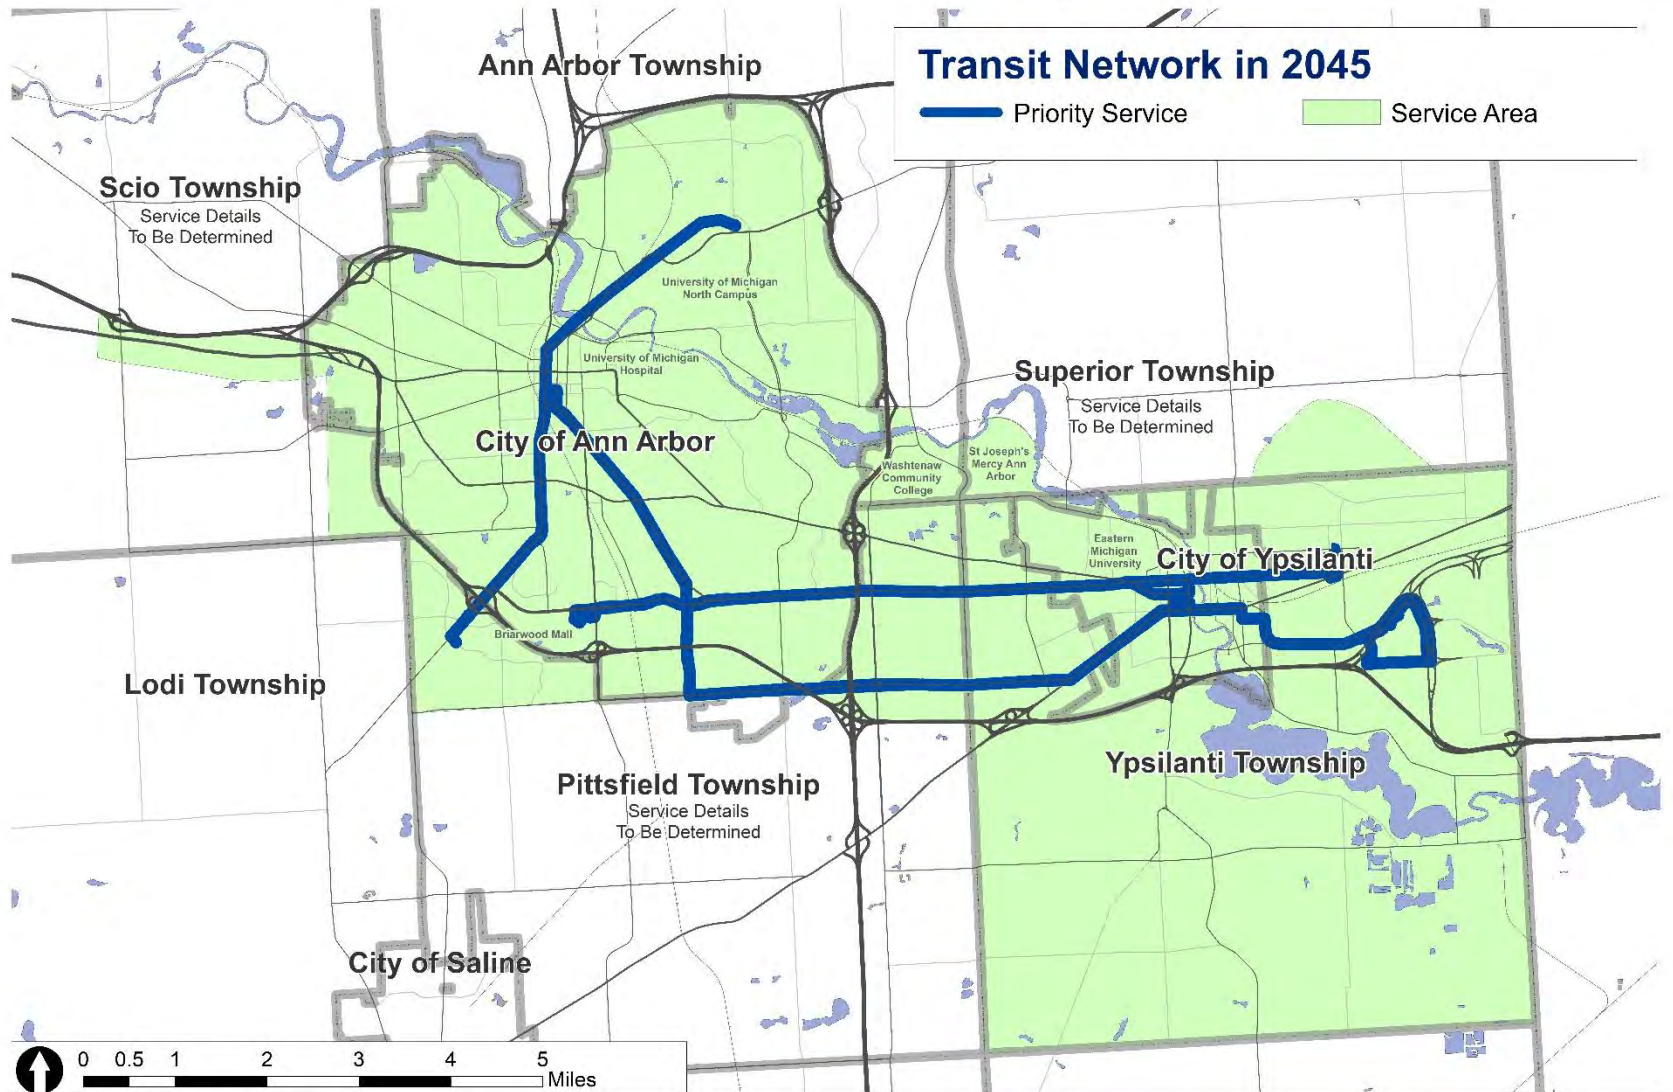 Ann Arbor Township
Transit Network in 2045
Priority Service
Service Area
Scio Township
Service Details
To Be Determined
University of Michigan
North Campus
University of Michigan
Hospital
Superior Township
Service Details
To Be Determined
City of Ann Arbor
Washtenaw
Community
College
St Joseph's
Mercy Ann
Arbor
Eastern
Michigan
University
City of Ypsilanti
Briarwood Mall
Lodi Township
Ypsilanti Township
Pittsfield Township
Service Details
To Be Determined
City of Saline
0 0.5 1 2 3 4 5
Miles